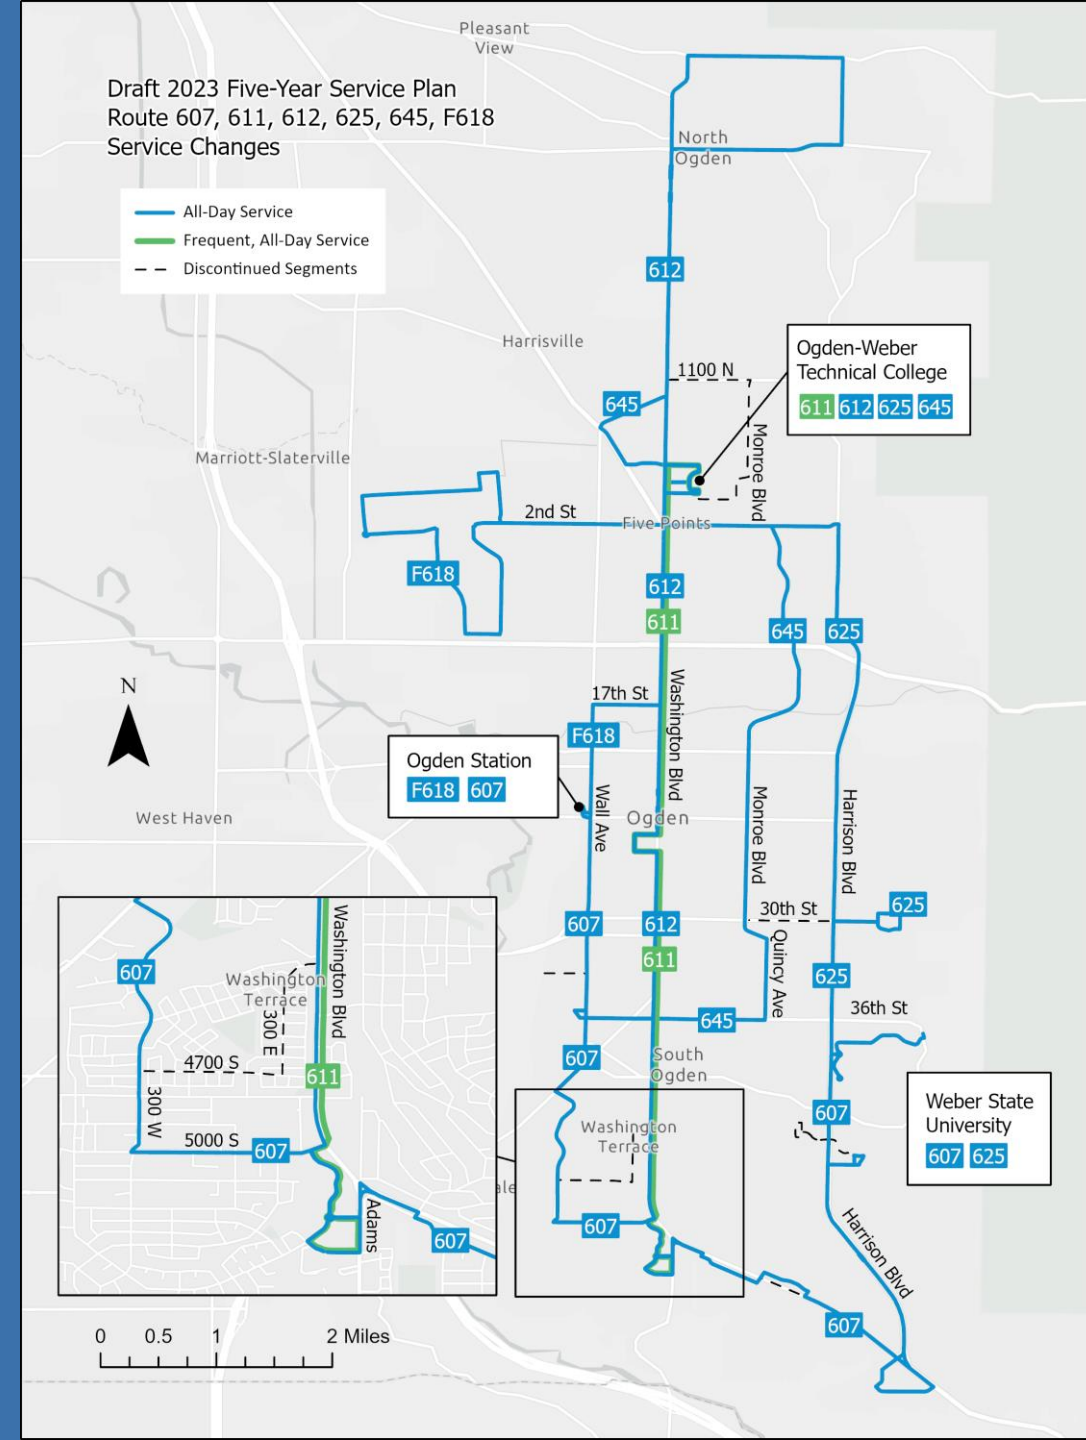 Pleasant
View
Draft 2023 Five-Year Service Plan
Route 607, 611, 612, 625, 645, F618
Service Changes
All-Day Service
Frequent, All-Day Service
Discontinued Segments
North
Ogden
612
Harrisville
Ogden-Weber
Technical College
611 612 625 645
1100 N
645
Monroe Blvd
Marriott-Slaterville
2nd St
Five Points
F618
612
611
645
625
N
17th St
Washington Blvd
F618
Ogden Station
F618 607
Wall Ave
Ogden
Monroe Blvd
Harrison Blvd
West Haven
30th St
625
607
612
611
Quincy Ave
625
36th St
645
607
South
Ogden
Weber State
University
607 625
607
Washington
Terrace
ale
607
Harrison Blvd
607
607
Washington Blvd
Washington
Terrace
300 E
4700 S
611
300 W
5000 S
607
Adams
607
0 0.5 1 2 Miles